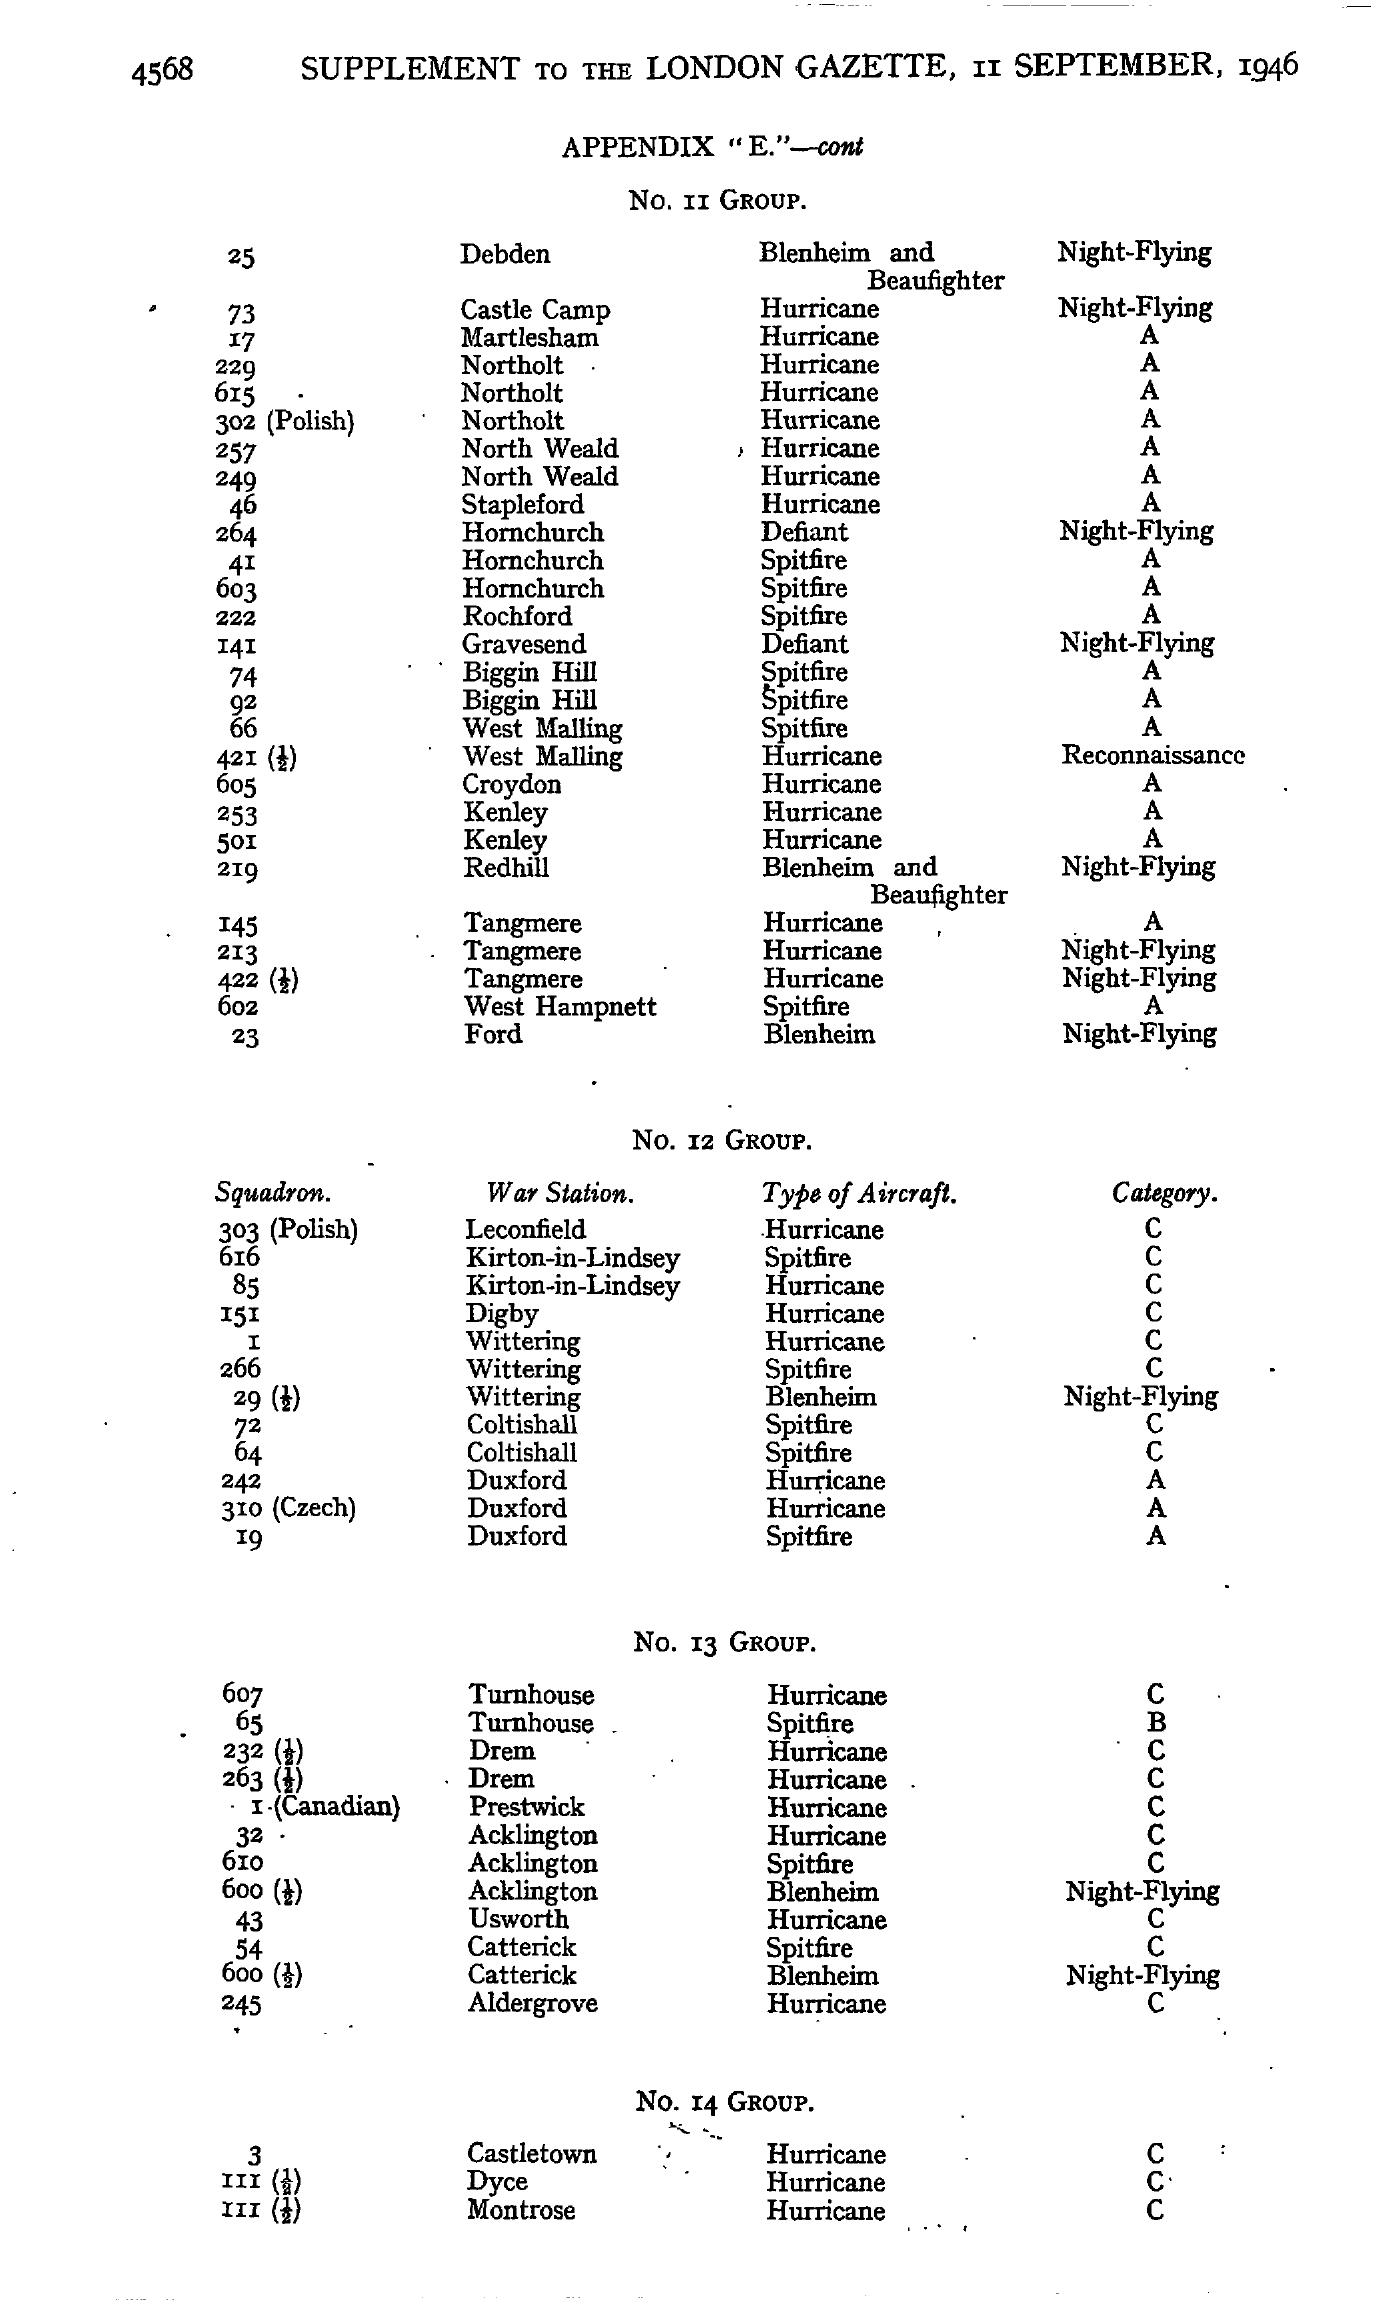 4568 SUPPLEMENT TO THE LONDON GAZETTE, 11 SEPTEMBER, 1946
APPENDIX "E."—cont
No. 11 GROUP.
25 Debden Blenheim and Night-Flying
Beaufighter
73 Castle Camp Hurricane Night-Flying
17 Martlesham Hurricane A
229 Northolt Hurricane A
615 Northolt Hurricane A
302 (Polish) Northolt Hurricane A
257 North Weald Hurricane A
249 North Weald Hurricane A
46 Stapleford Hurricane A
264 Hornchurch Defiant Night-Flying
41 Hornchurch Spitfire A
603 Hornchurch Spitfire A
222 Rochford Spitfire A
141 Gravesend Defiant Night-Flying
74 Biggin Hill Spitfire A
92 Biggin Hill Spitfire A
66 West Malling Spitfire A
421 (½) West Malling Hurricane Reconnaissance
605 Croydon Hurricane A
253 Kenley Hurricane A
501 Kenley Hurricane A
219 Redhill Blenheim and Night-Flying
Beaufighter
145 Tangmere Hurricane A
213 Tangmere Hurricane Night-Flying
422 (½) Tangmere Hurricane Night-Flying
602 West Hampnett Spitfire A
23 Ford Blenheim Night-Flying
No. 12 GROUP.
Squadron. War Station. Type of Aircraft. Category.
303 (Polish) Leconfield Hurricane C
616 Kirton-in-Lindsey Spitfire C
85 Kirton-in-Lindsey Hurricane C
151 Digby Hurricane C
1 Wittering Hurricane C
266 Wittering Spitfire C
29 (½) Wittering Blenheim Night-Flying
72 Coltishall Spitfire C
64 Coltishall Spitfire C
242 Duxford Hurricane A
310 (Czech) Duxford Hurricane A
19 Duxford Spitfire A
No. 13 GROUP.
607 Turnhouse Hurricane C
65 Turnhouse Spitfire B
232 (½) Drem Hurricane C
263 (½) Drem Hurricane C
1 (Canadian) Prestwick Hurricane C
32 Acklington Hurricane C
610 Acklington Spitfire C
600 (½) Acklington Blenheim Night-Flying
43 Usworth Hurricane C
54 Catterick Spitfire C
600 (½) Catterick Blenheim Night-Flying
245 Aldergrove Hurricane C
No. 14 GROUP.
3 Castletown Hurricane C
111 (½) Dyce Hurricane C
111 (½) Montrose Hurricane C